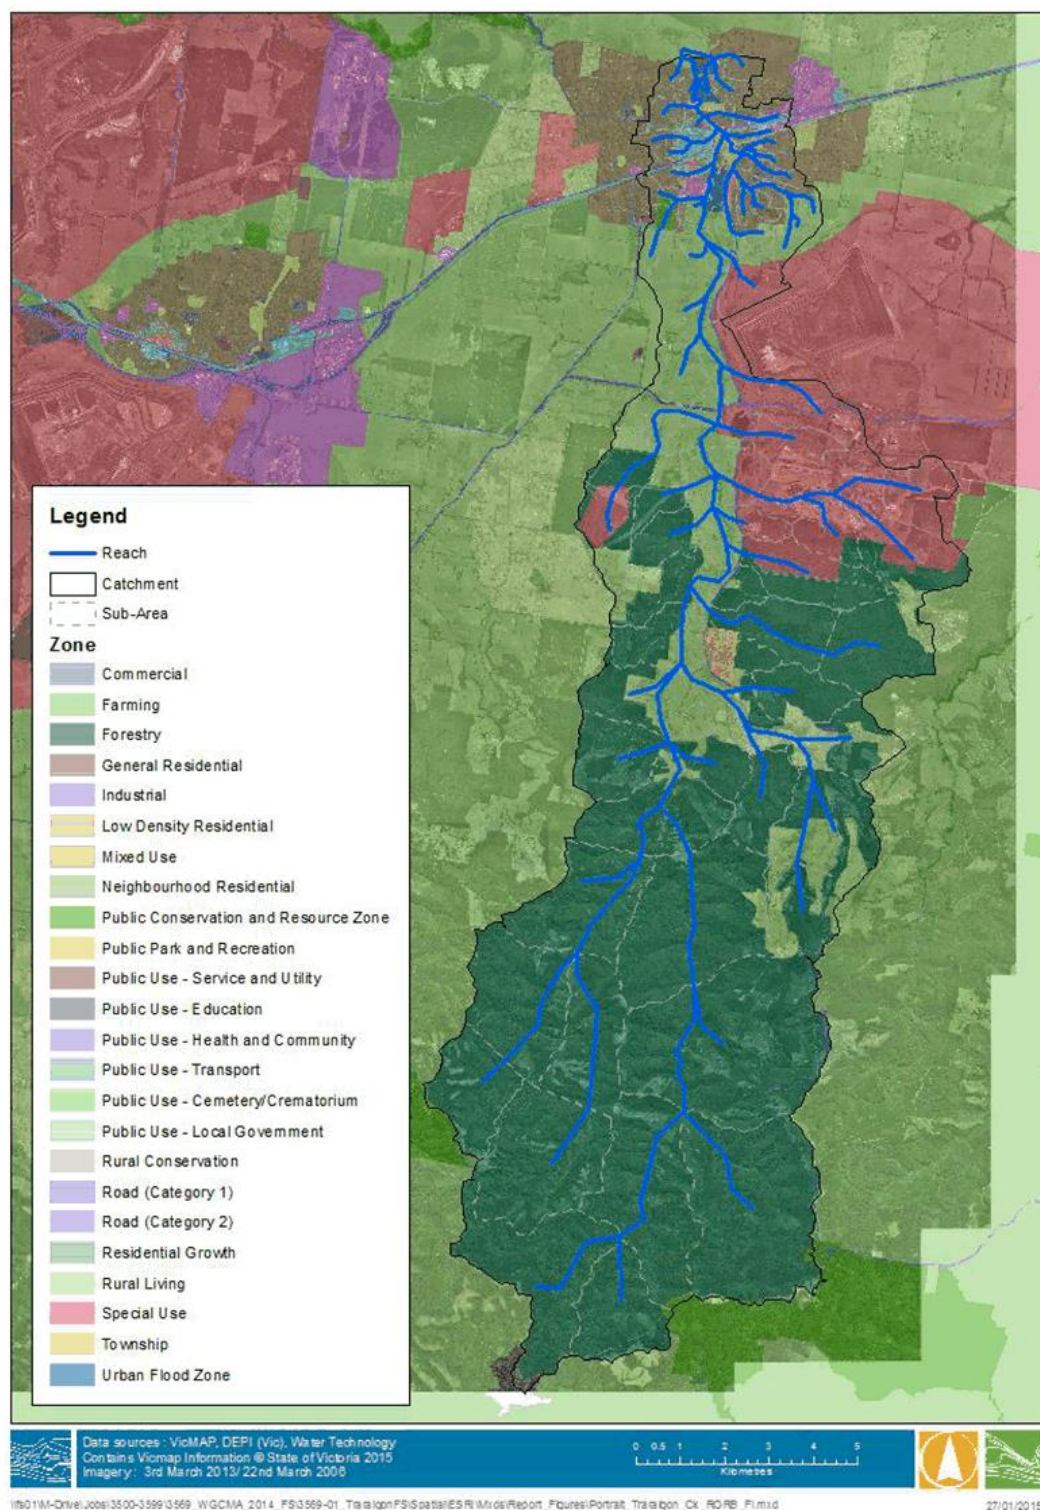 Legend
Reach
Catchment
Sub-Area
Zone
Commercial
Farming
Forestry
General Residential
Industrial
Low Density Residential
Mixed Use
Neighbourhood Residential
Public Conservation and Resource Zone
Public Park and Recreation
Public Use - Service and Utility
Public Use - Education
Public Use - Health and Community
Public Use - Transport
Public Use - Cemetery/Crematorium
Public Use - Local Government
Rural Conservation
Road (Category 1)
Road (Category 2)
Residential Growth
Rural Living
Special Use
Township
Urban Flood Zone
Data sources : VicMAP, DEPI (Vic), Water Technology
Contains Vicmap Information © State of Victoria 2015
Imagery : 3rd March 2013/ 22nd March 2006
0 0.5 1 2 3 4 5
Kilometres
27/01/2015